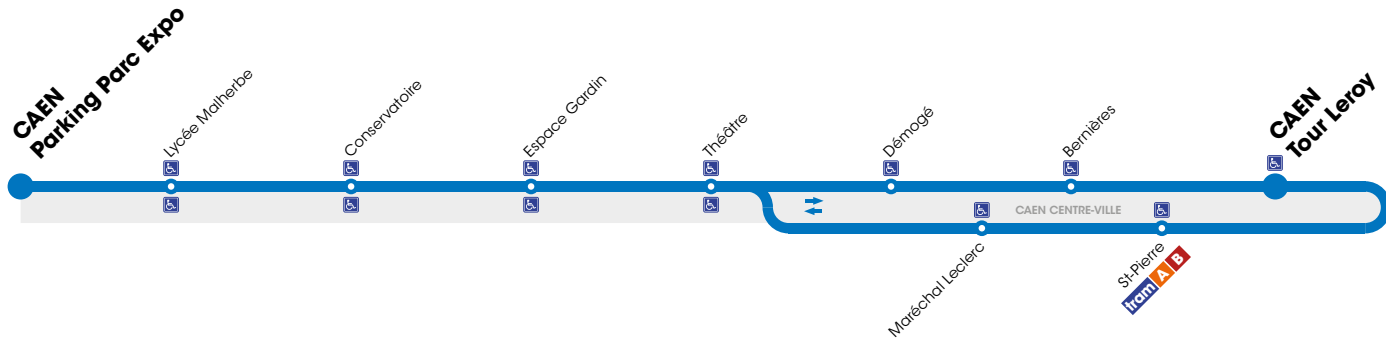 CAEN
Parking Parc Expo
Lycée Malherbe
Conservatoire
Espace Gardin
Théâtre
Démogé
Bernières
CAEN
Tour Leroy
CAEN CENTRE-VILLE
Maréchal Leclerc
St-Pierre
tram A B